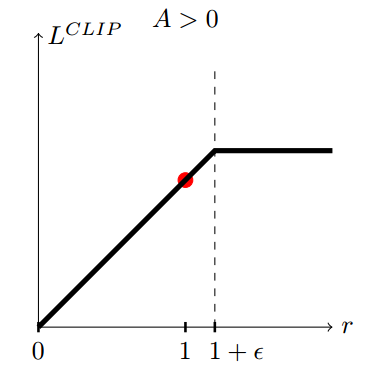 A > 0
L^{CLIP}
r
0 1 1 + ϵ